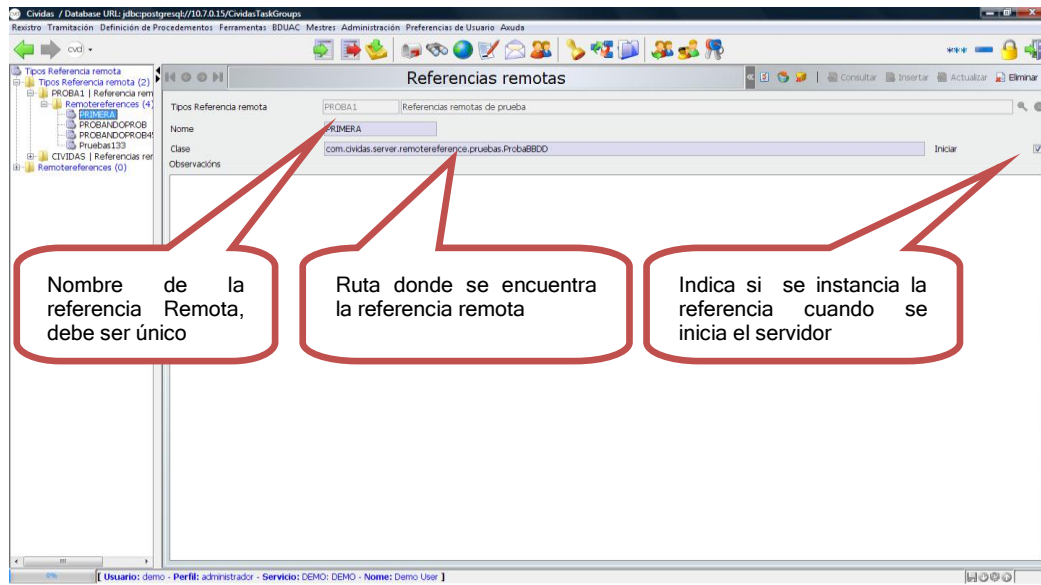 Cividas / Database URL: jdbc:postgresql://10.7.0.15/CividasTaskGroups
Rexistro Tramitación Definición de Procedementos Ferramentas BDUAC Mestres Administración Preferencias de Usuario Axuda
cvd
***
Tipos Referencia remota
Tipos Referencia remota (2)
PROBA1 | Referencia rem
Remotereferences (4)
PRIMERA
PROBANDOPROB
PROBANDOPROB4
Pruebas133
CIVIDAS | Referencias rer
Remotereferences (0)
Referencias remotas
Consultar Insertar Actualizar Eliminar
Tipos Referencia remota PROBA1 Referencias remotas de prueba
Nome PRIMERA
Clase com.cividas.server.remotereference.pruebas.ProbaBBDD Iniciar
Observacións
Nombre de la
referencia Remota,
debe ser único
Ruta donde se encuentra
la referencia remota
Indica si se instancia la
referencia cuando se
inicia el servidor
0%
[ Usuario: demo - Perfil: administrador - Servicio: DEMO: DEMO - Nome: Demo User ]